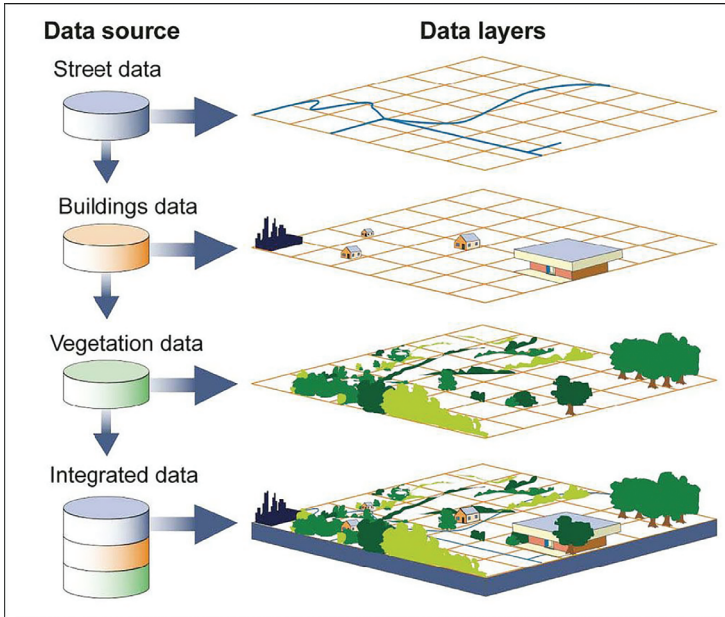 Data source
Data layers
Street data
Buildings data
Vegetation data
Integrated data